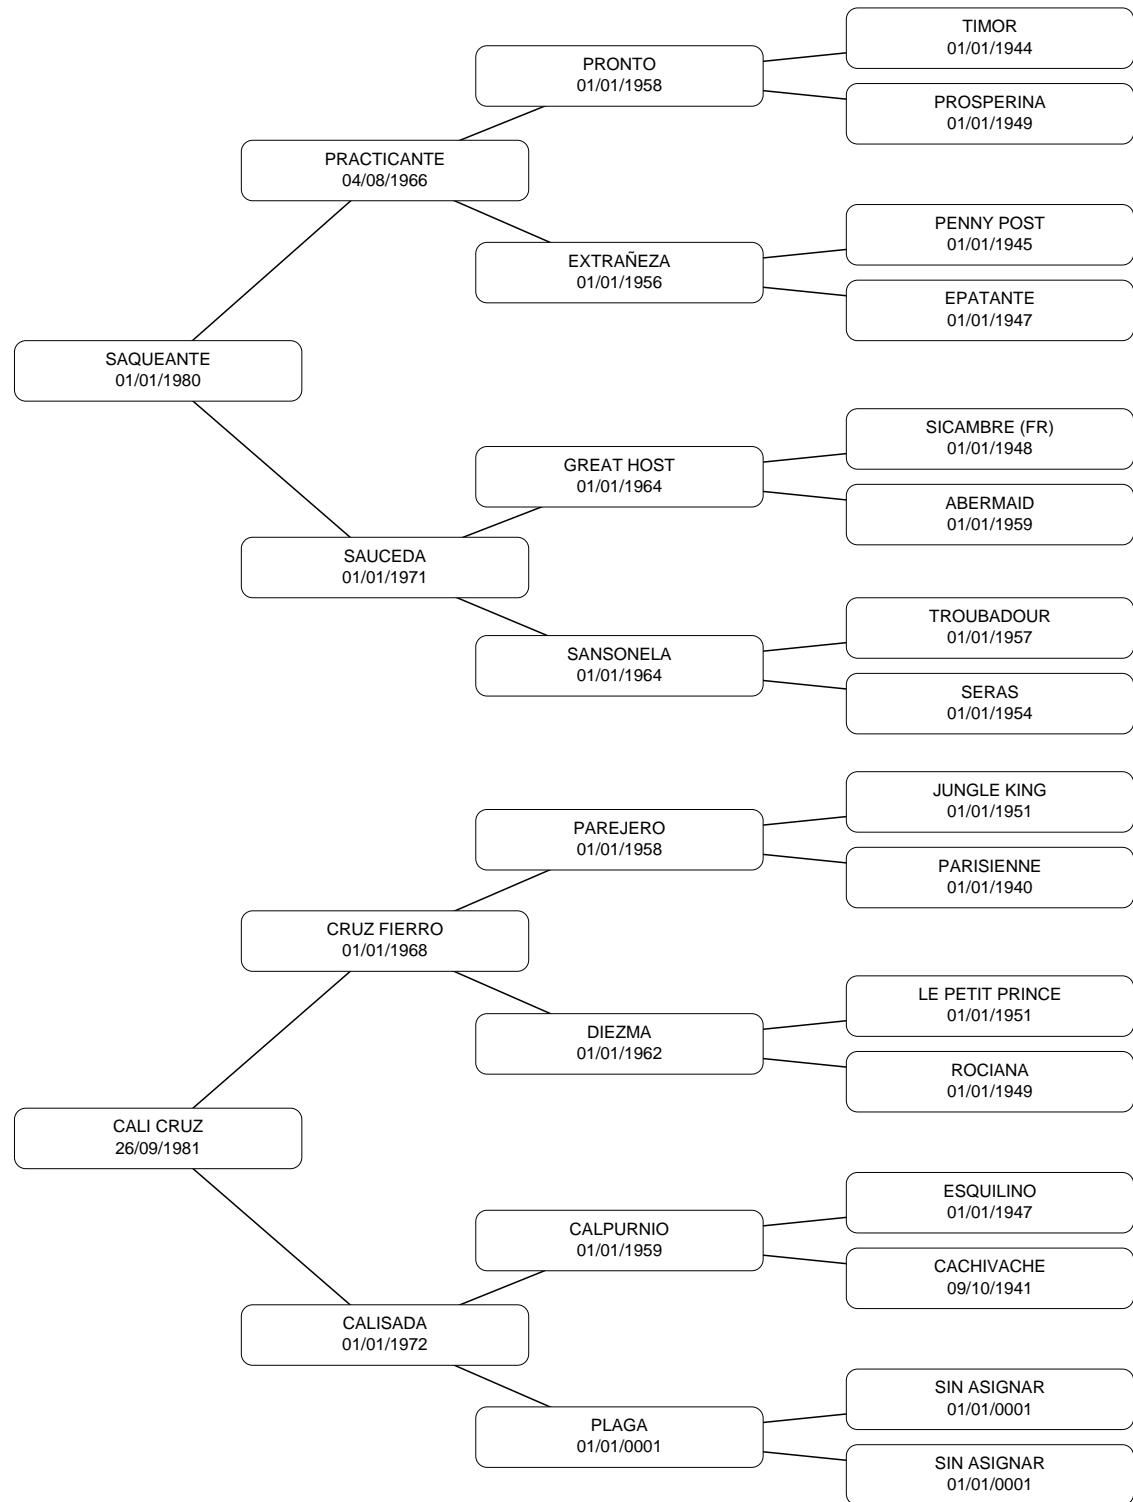 TIMOR
01/01/1944
PRONTO
01/01/1958
PROSPERINA
01/01/1949
PRACTICANTE
04/08/1966
PENNY POST
01/01/1945
EXTRAÑEZA
01/01/1956
EPATANTE
01/01/1947
SAQUEANTE
01/01/1980
SICAMBRE (FR)
01/01/1948
GREAT HOST
01/01/1964
ABERMAID
01/01/1959
SAUCEDA
01/01/1971
TROUBADOUR
01/01/1957
SANSONELA
01/01/1964
SERAS
01/01/1954
JUNGLE KING
01/01/1951
PAREJERO
01/01/1958
PARISIENNE
01/01/1940
CRUZ FIERRO
01/01/1968
LE PETIT PRINCE
01/01/1951
DIEZMA
01/01/1962
ROCIANA
01/01/1949
CALI CRUZ
26/09/1981
ESQUILINO
01/01/1947
CALPURNIO
01/01/1959
CACHIVACHE
09/10/1941
CALISADA
01/01/1972
SIN ASIGNAR
01/01/0001
PLAGA
01/01/0001
SIN ASIGNAR
01/01/0001